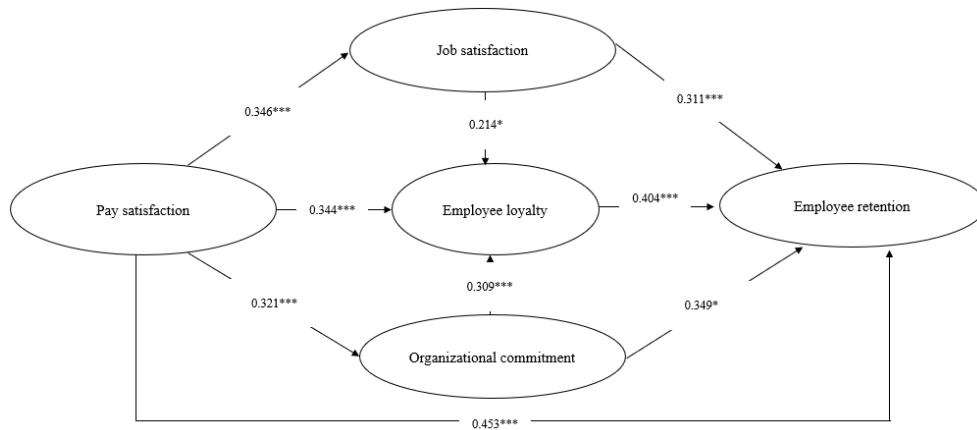 Job satisfaction
0.346***
0.311***
0.214*
Pay satisfaction
0.344***
Employee loyalty
0.404***
Employee retention
0.321***
0.309***
0.349*
Organizational commitment
0.453***